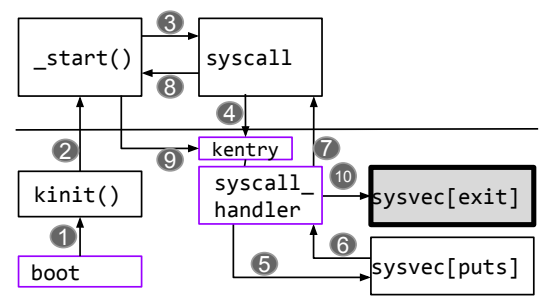 3
_start()
syscall
8
4
2
9
kentry
7
kinit()
syscall_
handler
10
sysvec[exit]
1
6
boot
5
sysvec[puts]